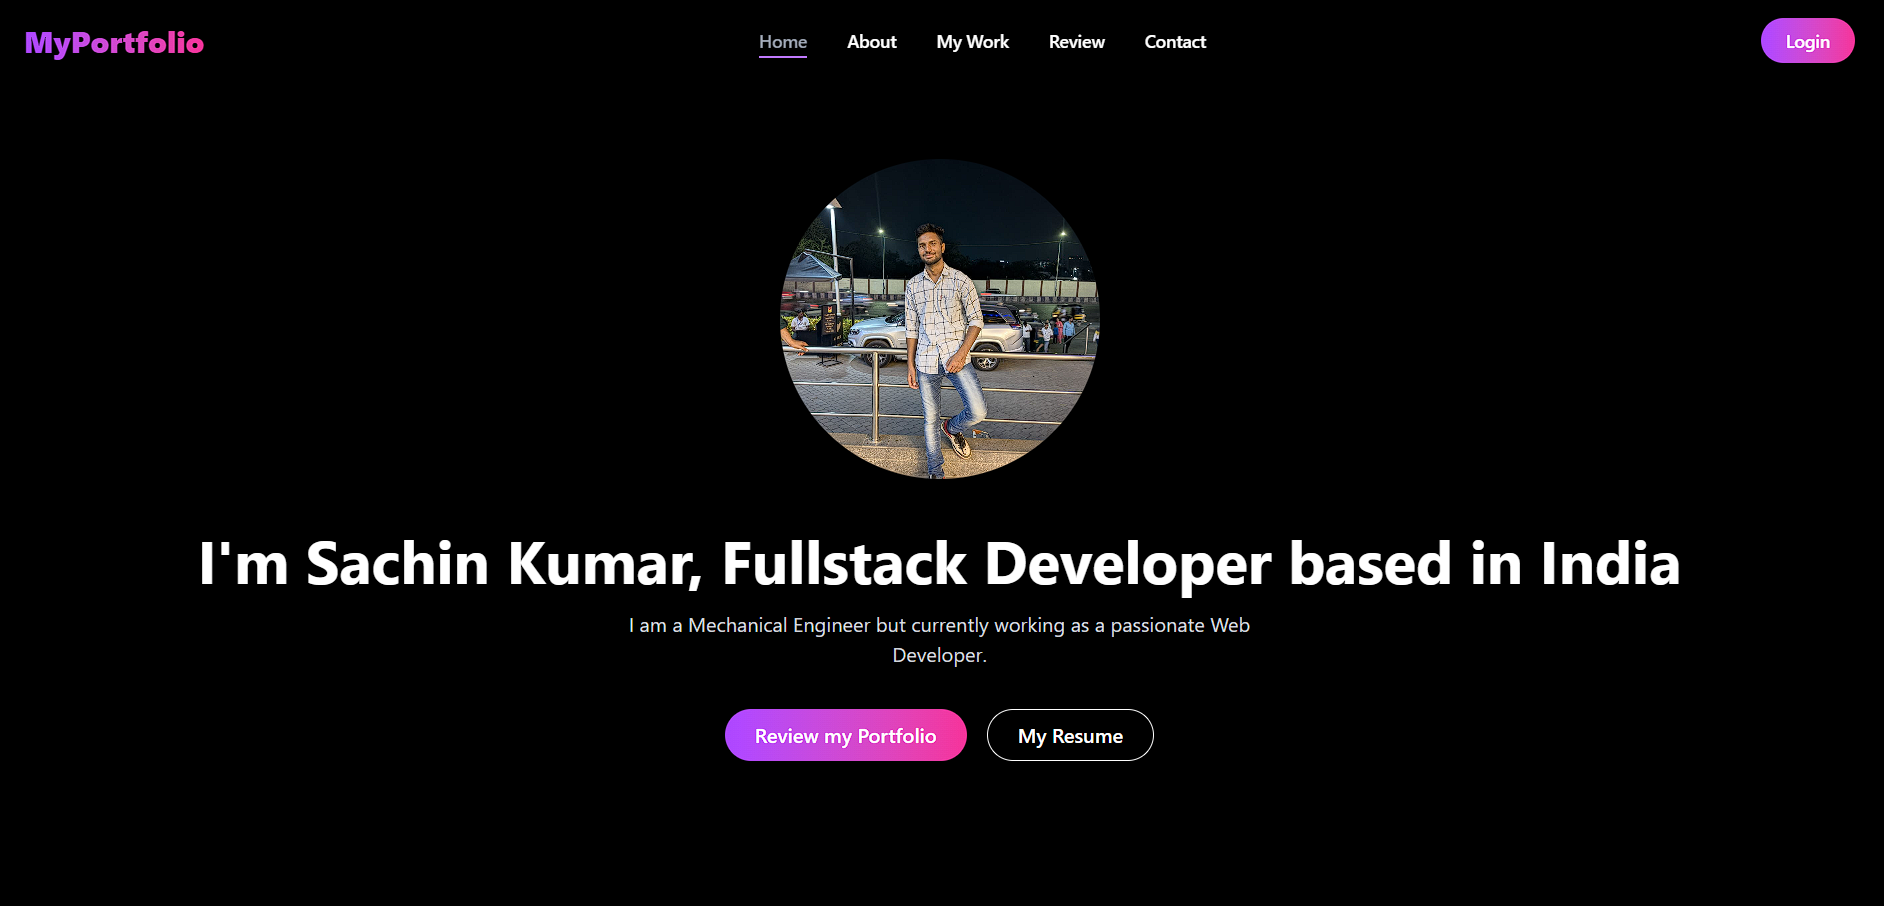 MyPortfolio
Home About My Work Review Contact
Login
I'm Sachin Kumar, Fullstack Developer based in India
I am a Mechanical Engineer but currently working as a passionate Web
Developer.
Review my Portfolio
My Resume